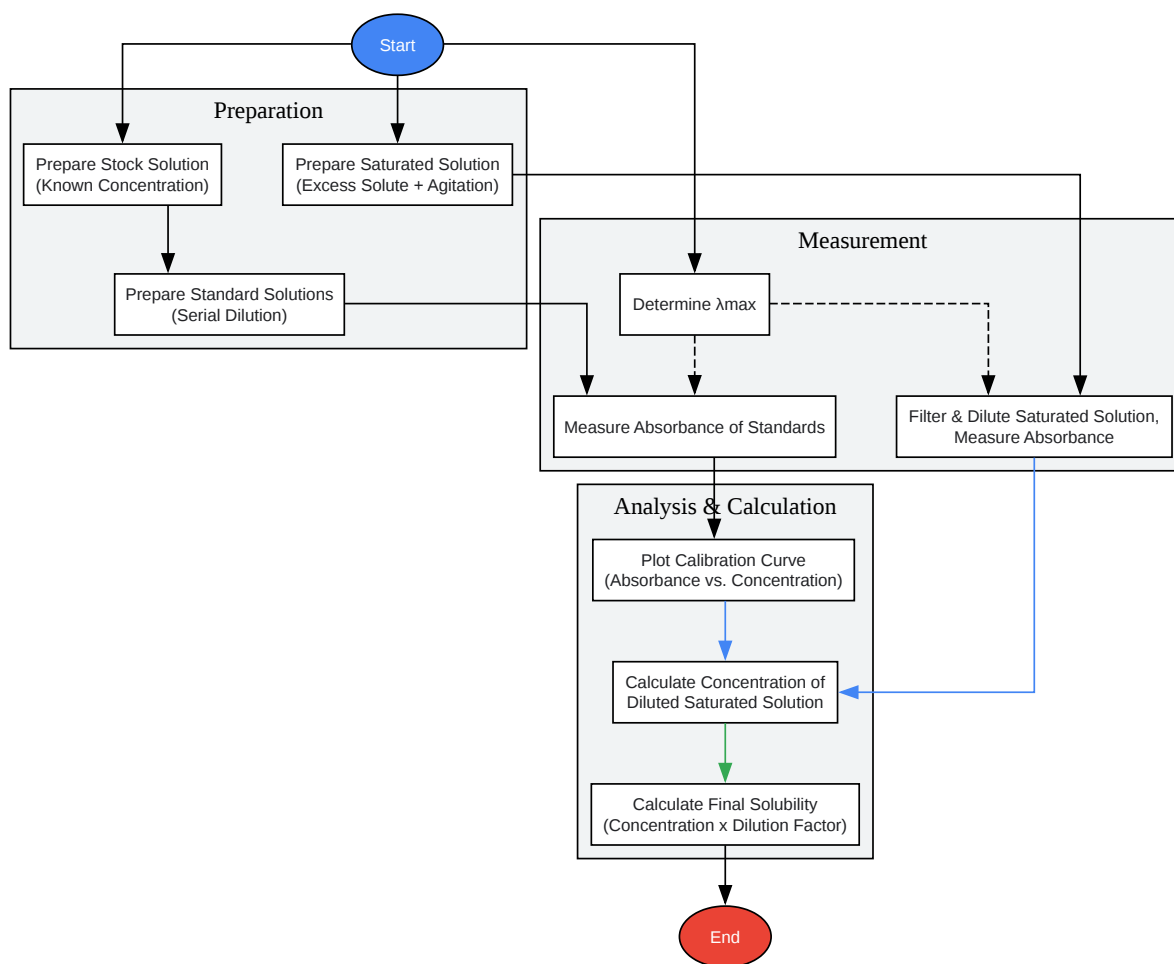 Start
Preparation
Prepare Stock Solution
(Known Concentration)
Prepare Saturated Solution
(Excess Solute + Agitation)
Prepare Standard Solutions
(Serial Dilution)
Measurement
Determine λmax
Measure Absorbance of Standards
Filter & Dilute Saturated Solution,
Measure Absorbance
Analysis & Calculation
Plot Calibration Curve
(Absorbance vs. Concentration)
Calculate Concentration of
Diluted Saturated Solution
Calculate Final Solubility
(Concentration x Dilution Factor)
End